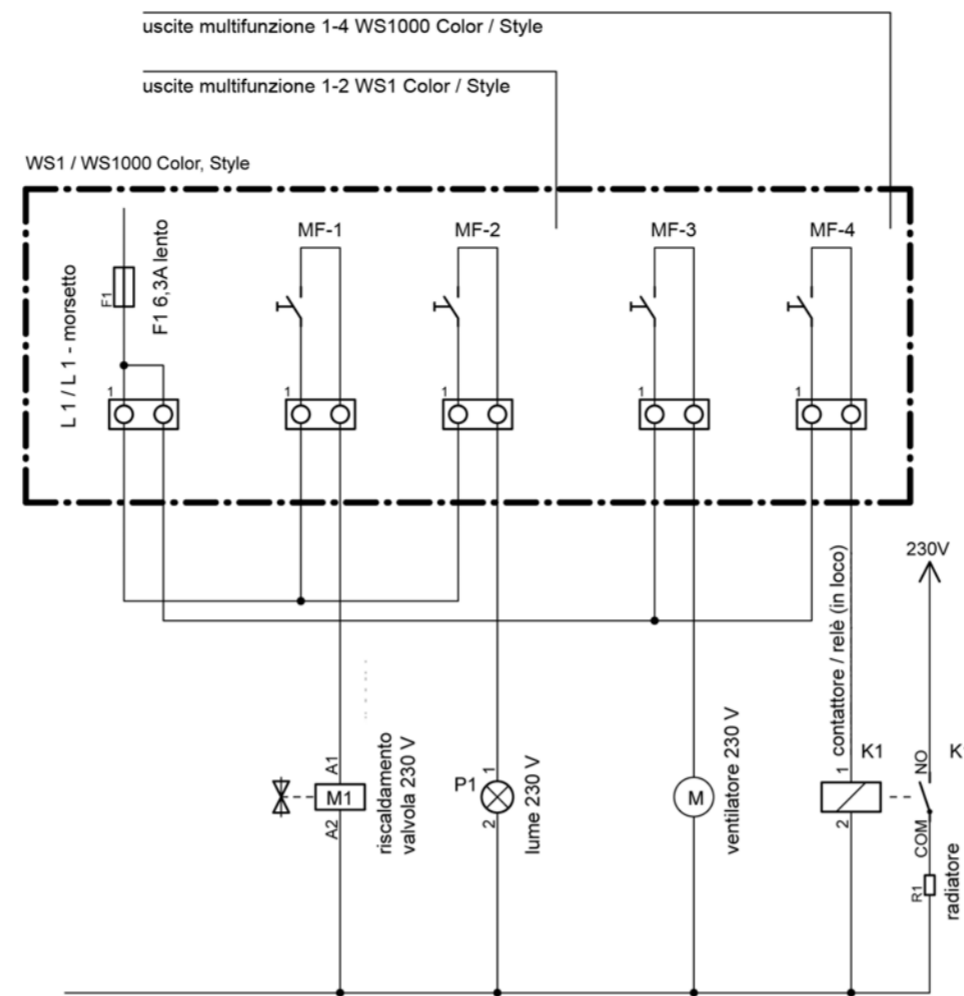 uscite multifunzione 1-4 WS1000 Color / Style
uscite multifunzione 1-2 WS1 Color / Style
WS1 / WS1000 Color, Style
L 1 / L 1 - morsetto
F1
F1 6,3A lento
MF-1
MF-2
MF-3
MF-4
1
1
1
1
1
230V
contattore / relè (in loco)
A1
M1
A2
riscaldamento
valvola 230 V
P1
1
2
lume 230 V
M
ventilatore 230 V
K1
1
2
NO
K
COM
R1
radiatore